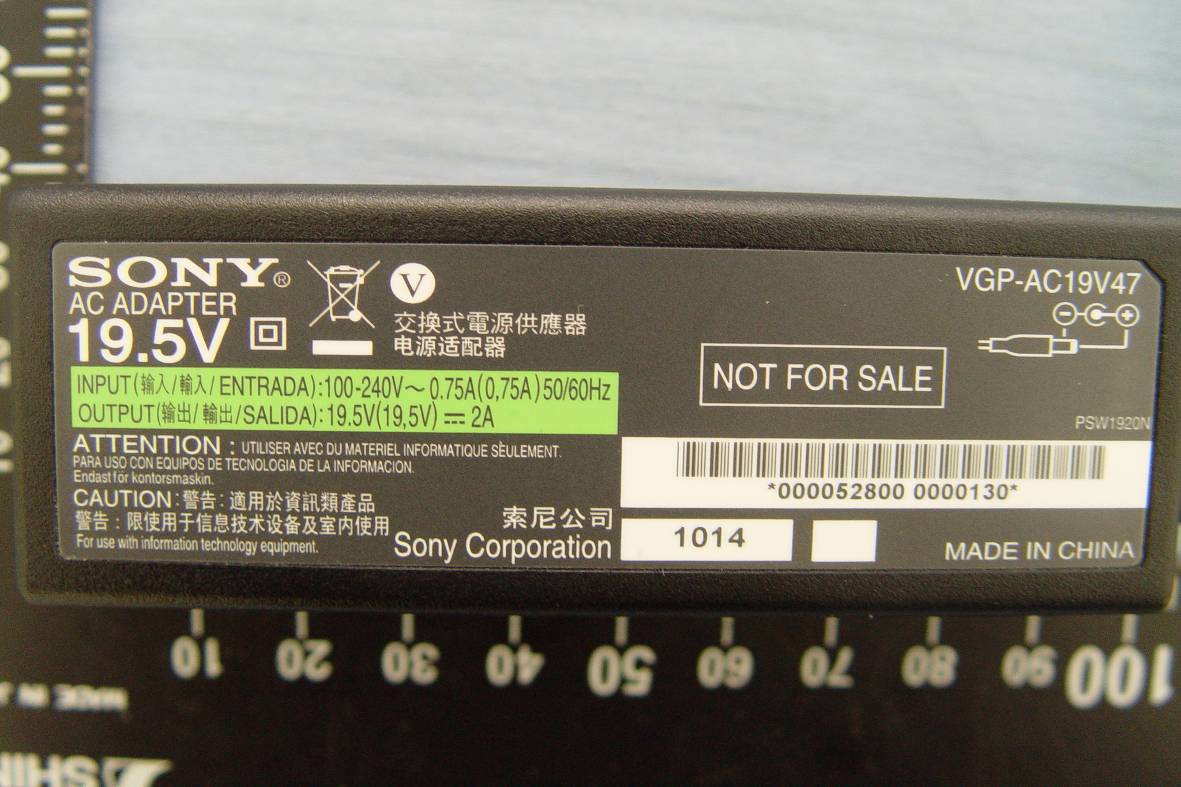 SONY®
AC ADAPTER
19.5V
V
交換式電源供應器
电源适配器
VGP-AC19V47
NOT FOR SALE
INPUT(输入/輸入/ENTRADA):100-240V～ 0.75A(0,75A)50/60Hz
OUTPUT(输出/輸出/SALIDA):19.5V(19,5V) ⎓ 2A
PSW1920N
ATTENTION : UTILISER AVEC DU MATERIEL INFORMATIQUE SÈULEMENT.
PARA USO CON EQUIPOS DE TECNOLOGIA DE LA INFORMACION.
Endast för kontorsmaskin.
CAUTION:警告: 適用於資訊類產品
警告: 限使用于信息技术设备及室内使用
For use with information technology equipment.
索尼公司
Sony Corporation
*000052800 0000130*
1014
MADE IN CHINA
10 20 30 40 50 60 70 80 90 100
MADE IN
SHIN